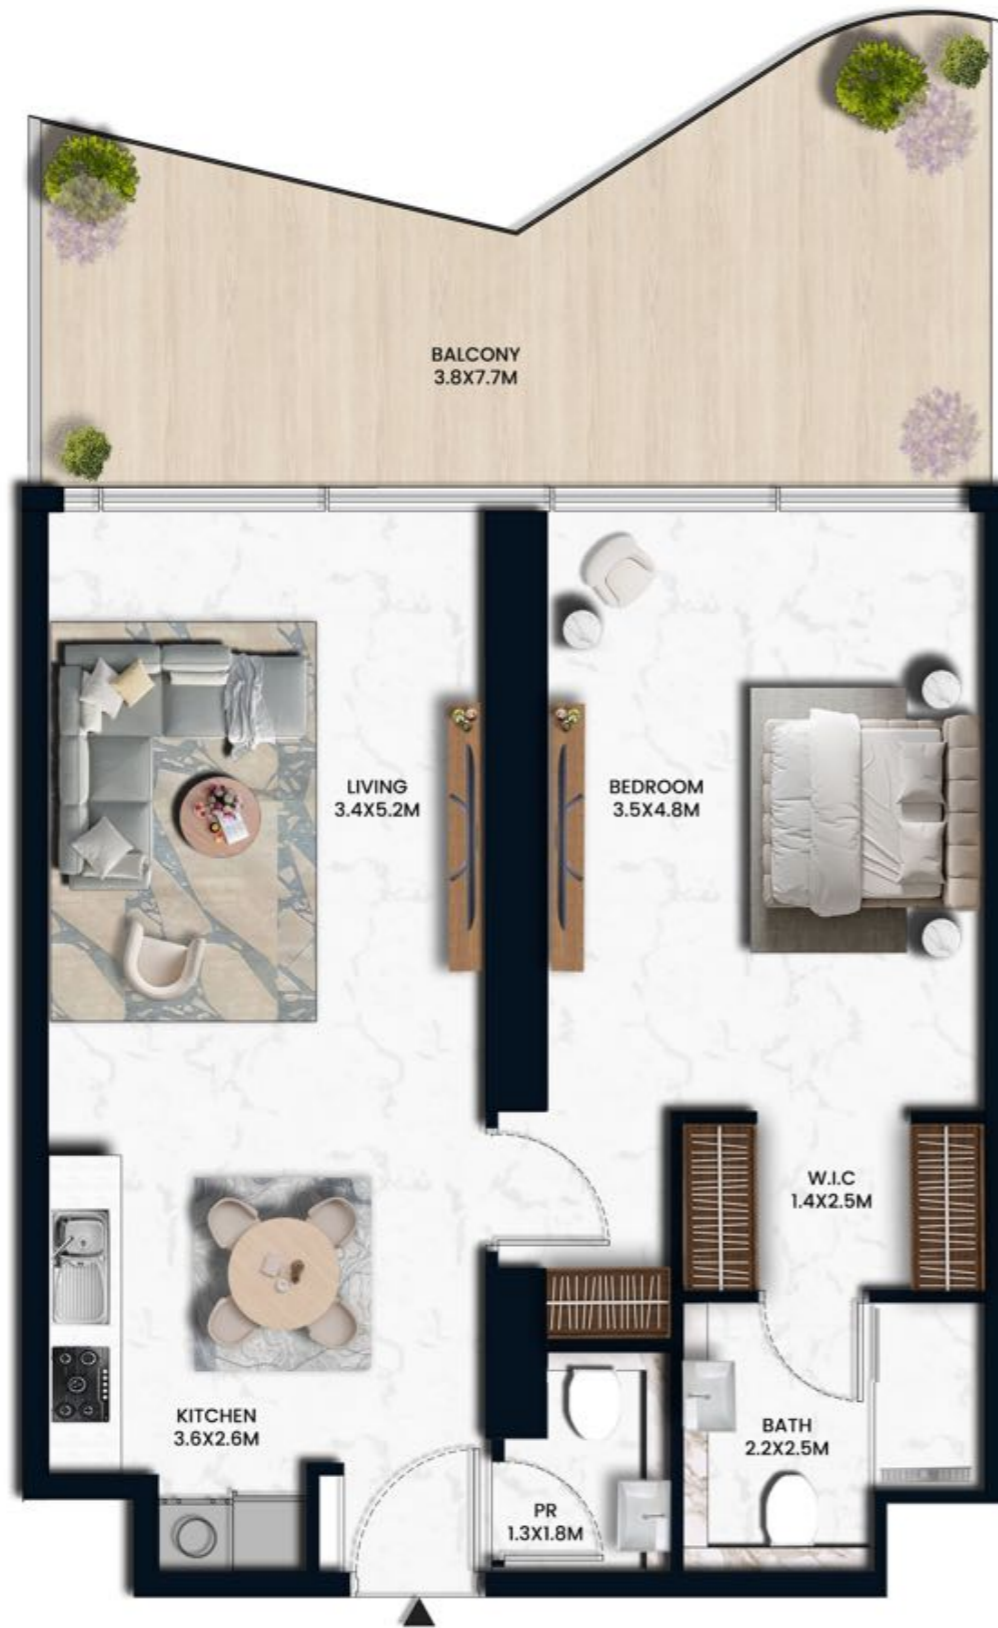 BALCONY
3.8X7.7M
LIVING
3.4X5.2M
BEDROOM
3.5X4.8M
W.I.C
1.4X2.5M
KITCHEN
3.6X2.6M
BATH
2.2X2.5M
PR
1.3X1.8M